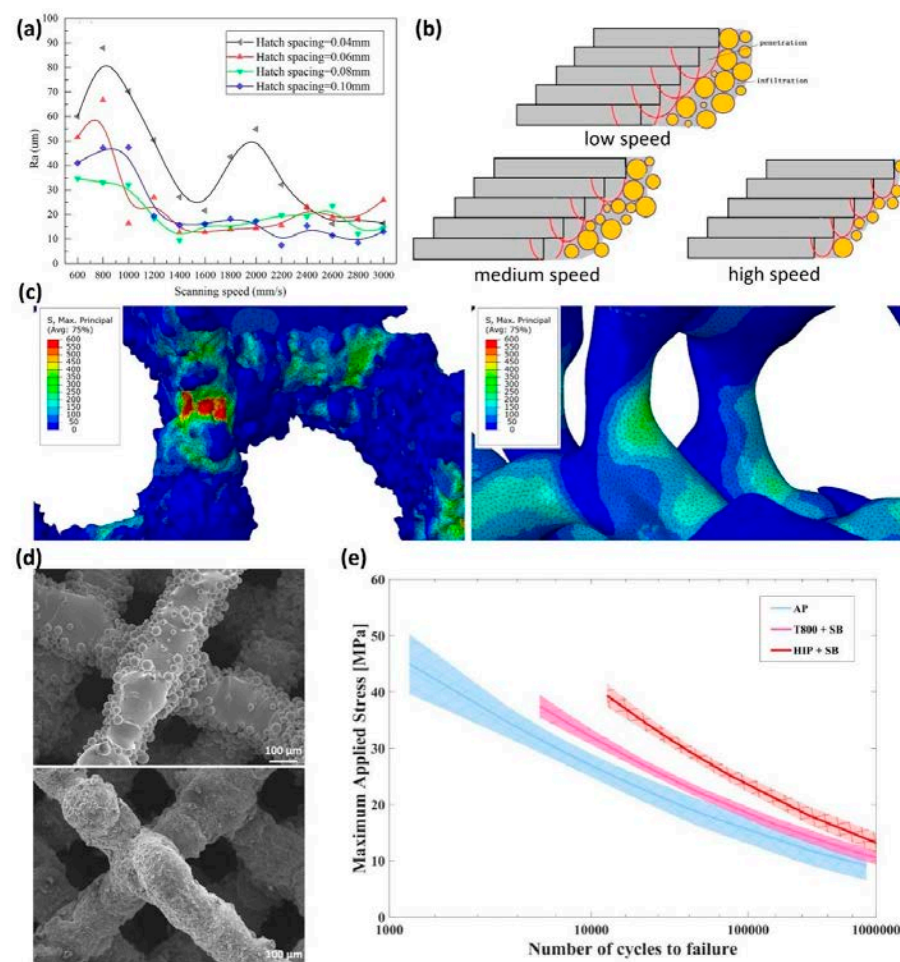 (a)
100
90
80
70
60
50
40
30
20
10
0
Ra (um)
Hatch spacing=0.04mm
Hatch spacing=0.06mm
Hatch spacing=0.08mm
Hatch spacing=0.10mm
600 800 1000 1200 1400 1600 1800 2000 2200 2400 2600 2800 3000
Scanning speed (mm/s)
(b)
penetration
infiltration
low speed
medium speed
high speed
(c)
S, Max. Principal
(Avg: 75%)
600
550
500
450
400
350
300
250
200
150
100
50
0
S, Max. Principal
(Avg: 75%)
600
550
500
450
400
350
300
250
200
150
100
50
0
(d)
100 µm
100 µm
(e)
60
50
40
30
20
10
0
Maximum Applied Stress [MPa]
AP
T800 + SB
HIP + SB
1000 10000 100000 1000000
Number of cycles to failure